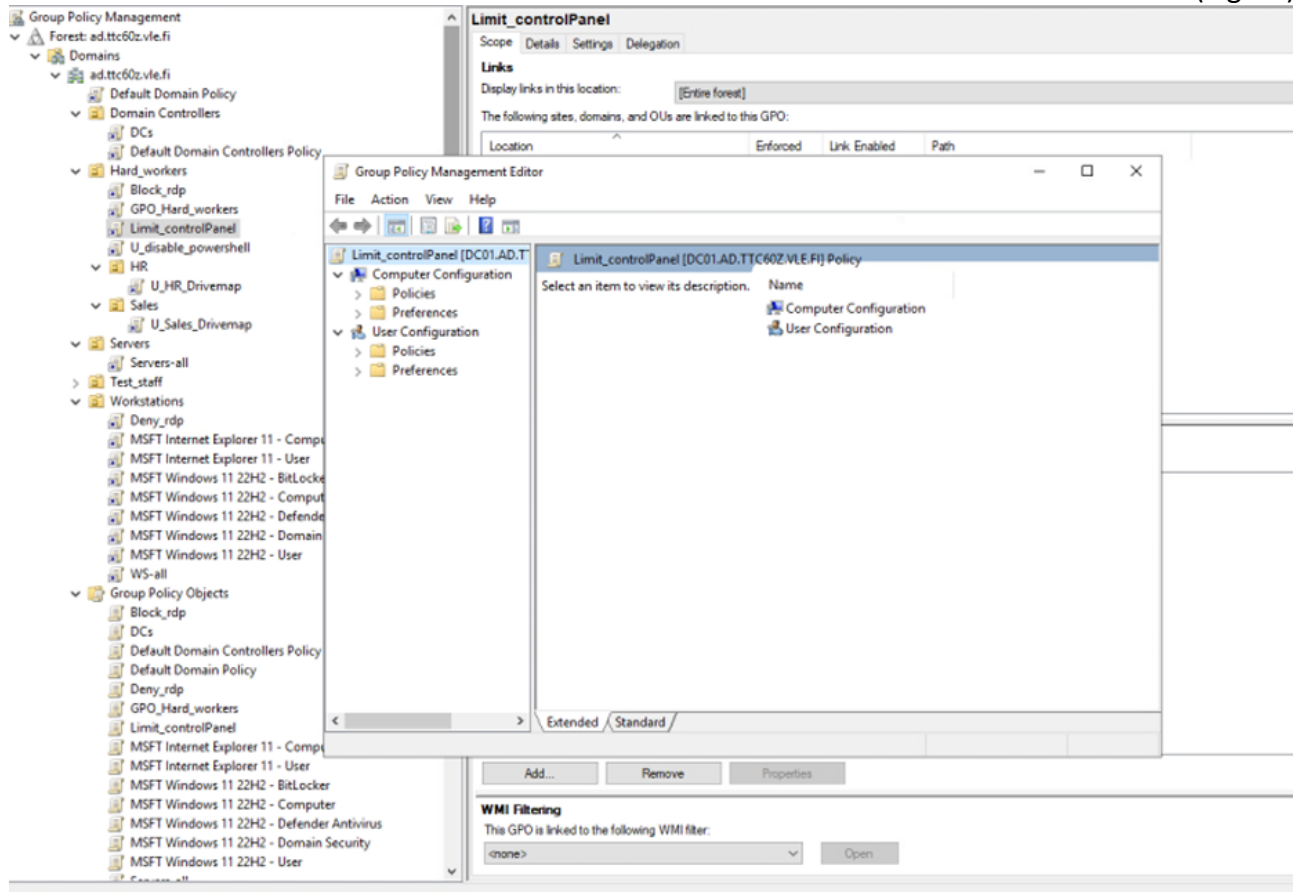 Group Policy Management
Forest: ad.ttc60z.vle.fi
Domains
ad.ttc60z.vle.fi
Default Domain Policy
Domain Controllers
DCs
Default Domain Controllers Policy
Hard_workers
Block_rdp
GPO_Hard_workers
Limit_controlPanel
U_disable_powershell
HR
U_HR_Drivemap
Sales
U_Sales_Drivemap
Servers
Servers-all
Test_staff
Workstations
Deny_rdp
MSFT Internet Explorer 11 - Compu
MSFT Internet Explorer 11 - User
MSFT Windows 11 22H2 - BitLocke
MSFT Windows 11 22H2 - Comput
MSFT Windows 11 22H2 - Defende
MSFT Windows 11 22H2 - Domain
MSFT Windows 11 22H2 - User
WS-all
Group Policy Objects
Block_rdp
DCs
Default Domain Controllers Policy
Default Domain Policy
Deny_rdp
GPO_Hard_workers
Limit_controlPanel
MSFT Internet Explorer 11 - Compu
MSFT Internet Explorer 11 - User
MSFT Windows 11 22H2 - BitLocker
MSFT Windows 11 22H2 - Computer
MSFT Windows 11 22H2 - Defender Antivirus
MSFT Windows 11 22H2 - Domain Security
MSFT Windows 11 22H2 - User
Limit_controlPanel
Scope Details Settings Delegation
Links
Display links in this location: [Entire forest]
The following sites, domains, and OUs are linked to this GPO:
Location Enforced Link Enabled Path
Group Policy Management Editor
File Action View Help
Limit_controlPanel [DC01.AD.T
Computer Configuration
Policies
Preferences
User Configuration
Policies
Preferences
Limit_controlPanel [DC01.AD.TTC60Z.VLE.FI] Policy
Select an item to view its description.
Name
Computer Configuration
User Configuration
Extended Standard
Add... Remove Properties
WMI Filtering
This GPO is linked to the following WMI filter:
<none> Open